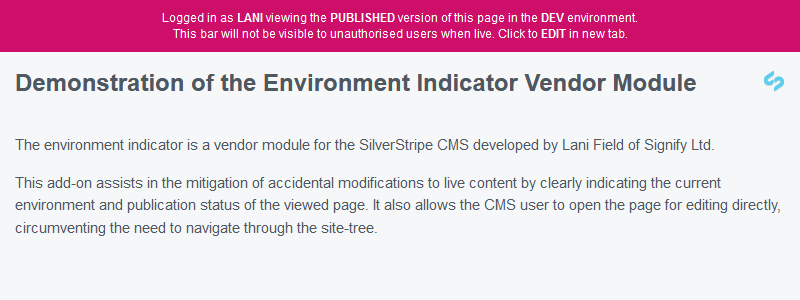 Logged in as LANI viewing the PUBLISHED version of this page in the DEV environment.
This bar will not be visible to unauthorised users when live. Click to EDIT in new tab.
Demonstration of the Environment Indicator Vendor Module
The environment indicator is a vendor module for the SilverStripe CMS developed by Lani Field of Signify Ltd.
This add-on assists in the mitigation of accidental modifications to live content by clearly indicating the current
environment and publication status of the viewed page. It also allows the CMS user to open the page for editing directly,
circumventing the need to navigate through the site-tree.